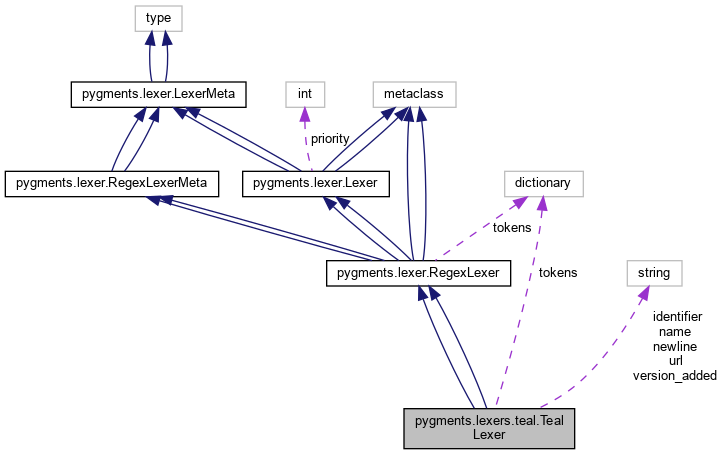 type
pygments.lexer.LexerMeta
int
metaclass
priority
pygments.lexer.RegexLexerMeta
pygments.lexer.Lexer
dictionary
tokens
pygments.lexer.RegexLexer
tokens
string
identifier
name
newline
url
version_added
pygments.lexers.teal.Teal
Lexer